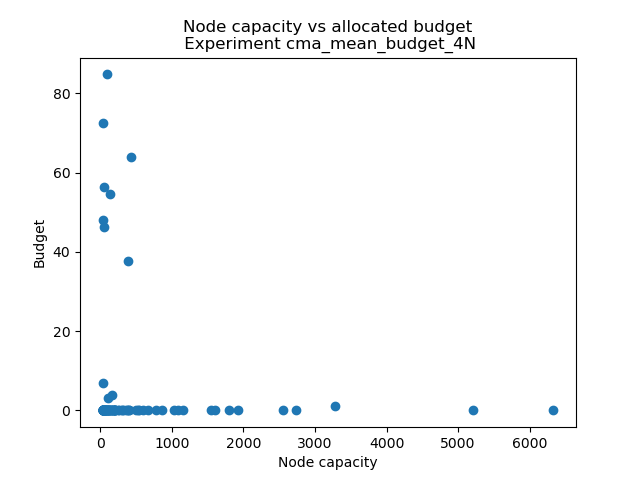 Node capacity vs allocated budget
Experiment cma_mean_budget_4N
80
60
40
20
0
Budget
0 1000 2000 3000 4000 5000 6000
Node capacity